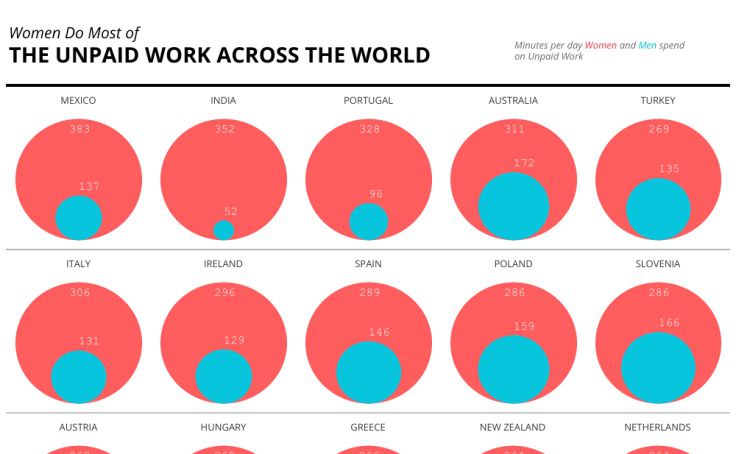 Women Do Most of
THE UNPAID WORK ACROSS THE WORLD
Minutes per day Women and Men spend
on Unpaid Work
MEXICO INDIA PORTUGAL AUSTRALIA TURKEY
383 352 328 311 269
137 52 96 172 135
ITALY IRELAND SPAIN POLAND SLOVENIA
306 296 289 286 286
131 129 146 159 166
AUSTRIA HUNGARY GREECE NEW ZEALAND NETHERLANDS